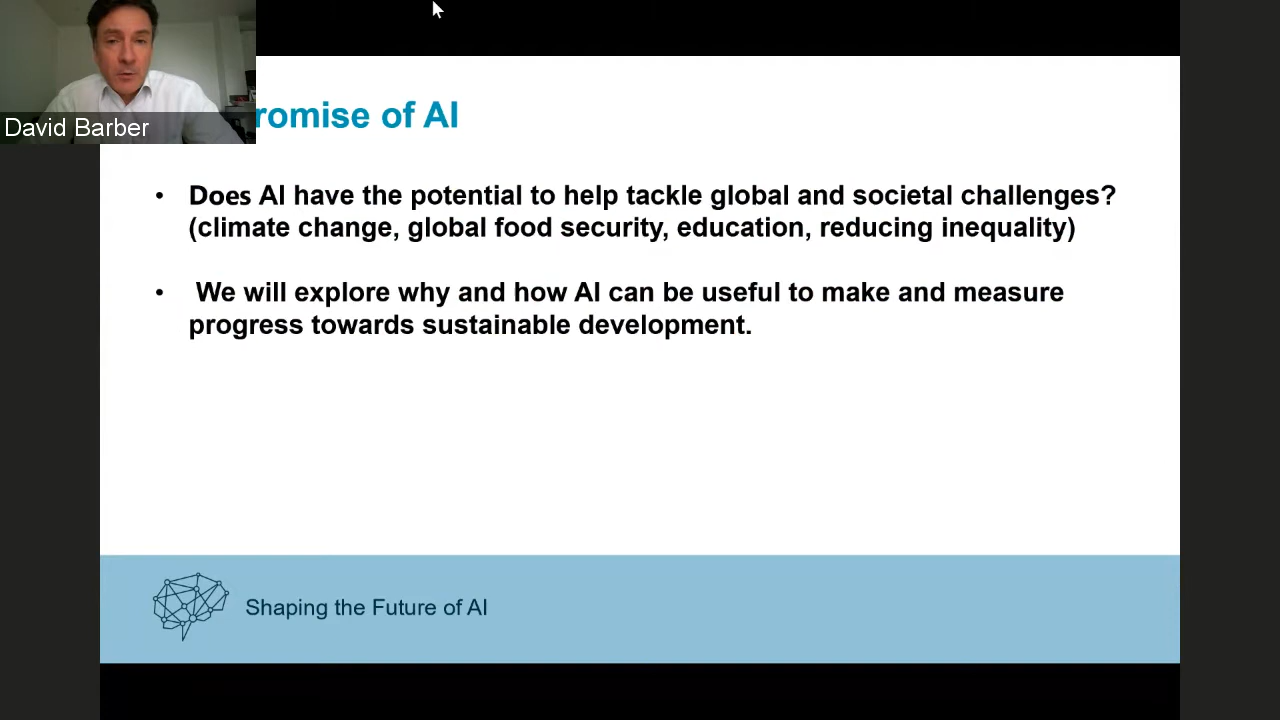 David Barber
romise of AI
• Does AI have the potential to help tackle global and societal challenges?
(climate change, global food security, education, reducing inequality)
• We will explore why and how AI can be useful to make and measure
progress towards sustainable development.
Shaping the Future of AI